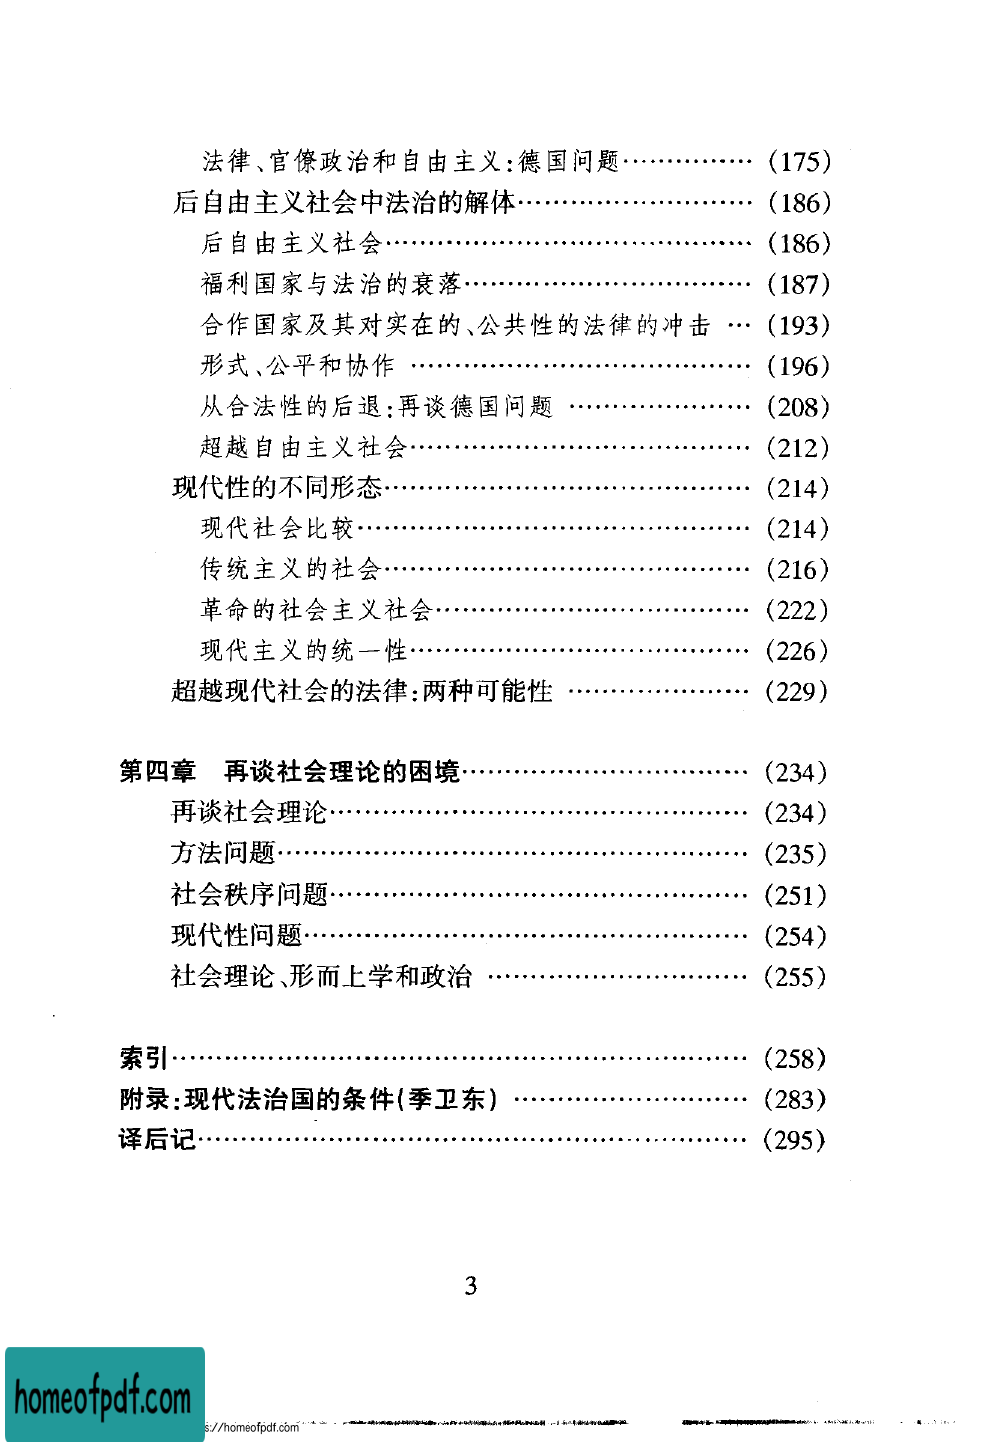 法律、官僚政治和自由主义:德国问题…………… (175)
后自由主义社会中法治的解体……………………… (186)
后自由主义社会…………………………………… (186)
福利国家与法治的衰落…………………………… (187)
合作国家及其对实在的、公共性的法律的冲击 … (193)
形式、公平和协作 ………………………………… (196)
从合法性的后退:再谈德国问题 ………………… (208)
超越自由主义社会………………………………… (212)
现代性的不同形态…………………………………… (214)
现代社会比较……………………………………… (214)
传统主义的社会…………………………………… (216)
革命的社会主义社会……………………………… (222)
现代主义的统一性………………………………… (226)
超越现代社会的法律:两种可能性 ………………… (229)
第四章 再谈社会理论的困境…………………………… (234)
再谈社会理论………………………………………… (234)
方法问题……………………………………………… (235)
社会秩序问题………………………………………… (251)
现代性问题…………………………………………… (254)
社会理论、形而上学和政治 ………………………… (255)
索引………………………………………………………… (258)
附录:现代法治国的条件(季卫东) ……………………… (283)
译后记……………………………………………………… (295)
3
homeofpdf.com
s://homeofpdf.com